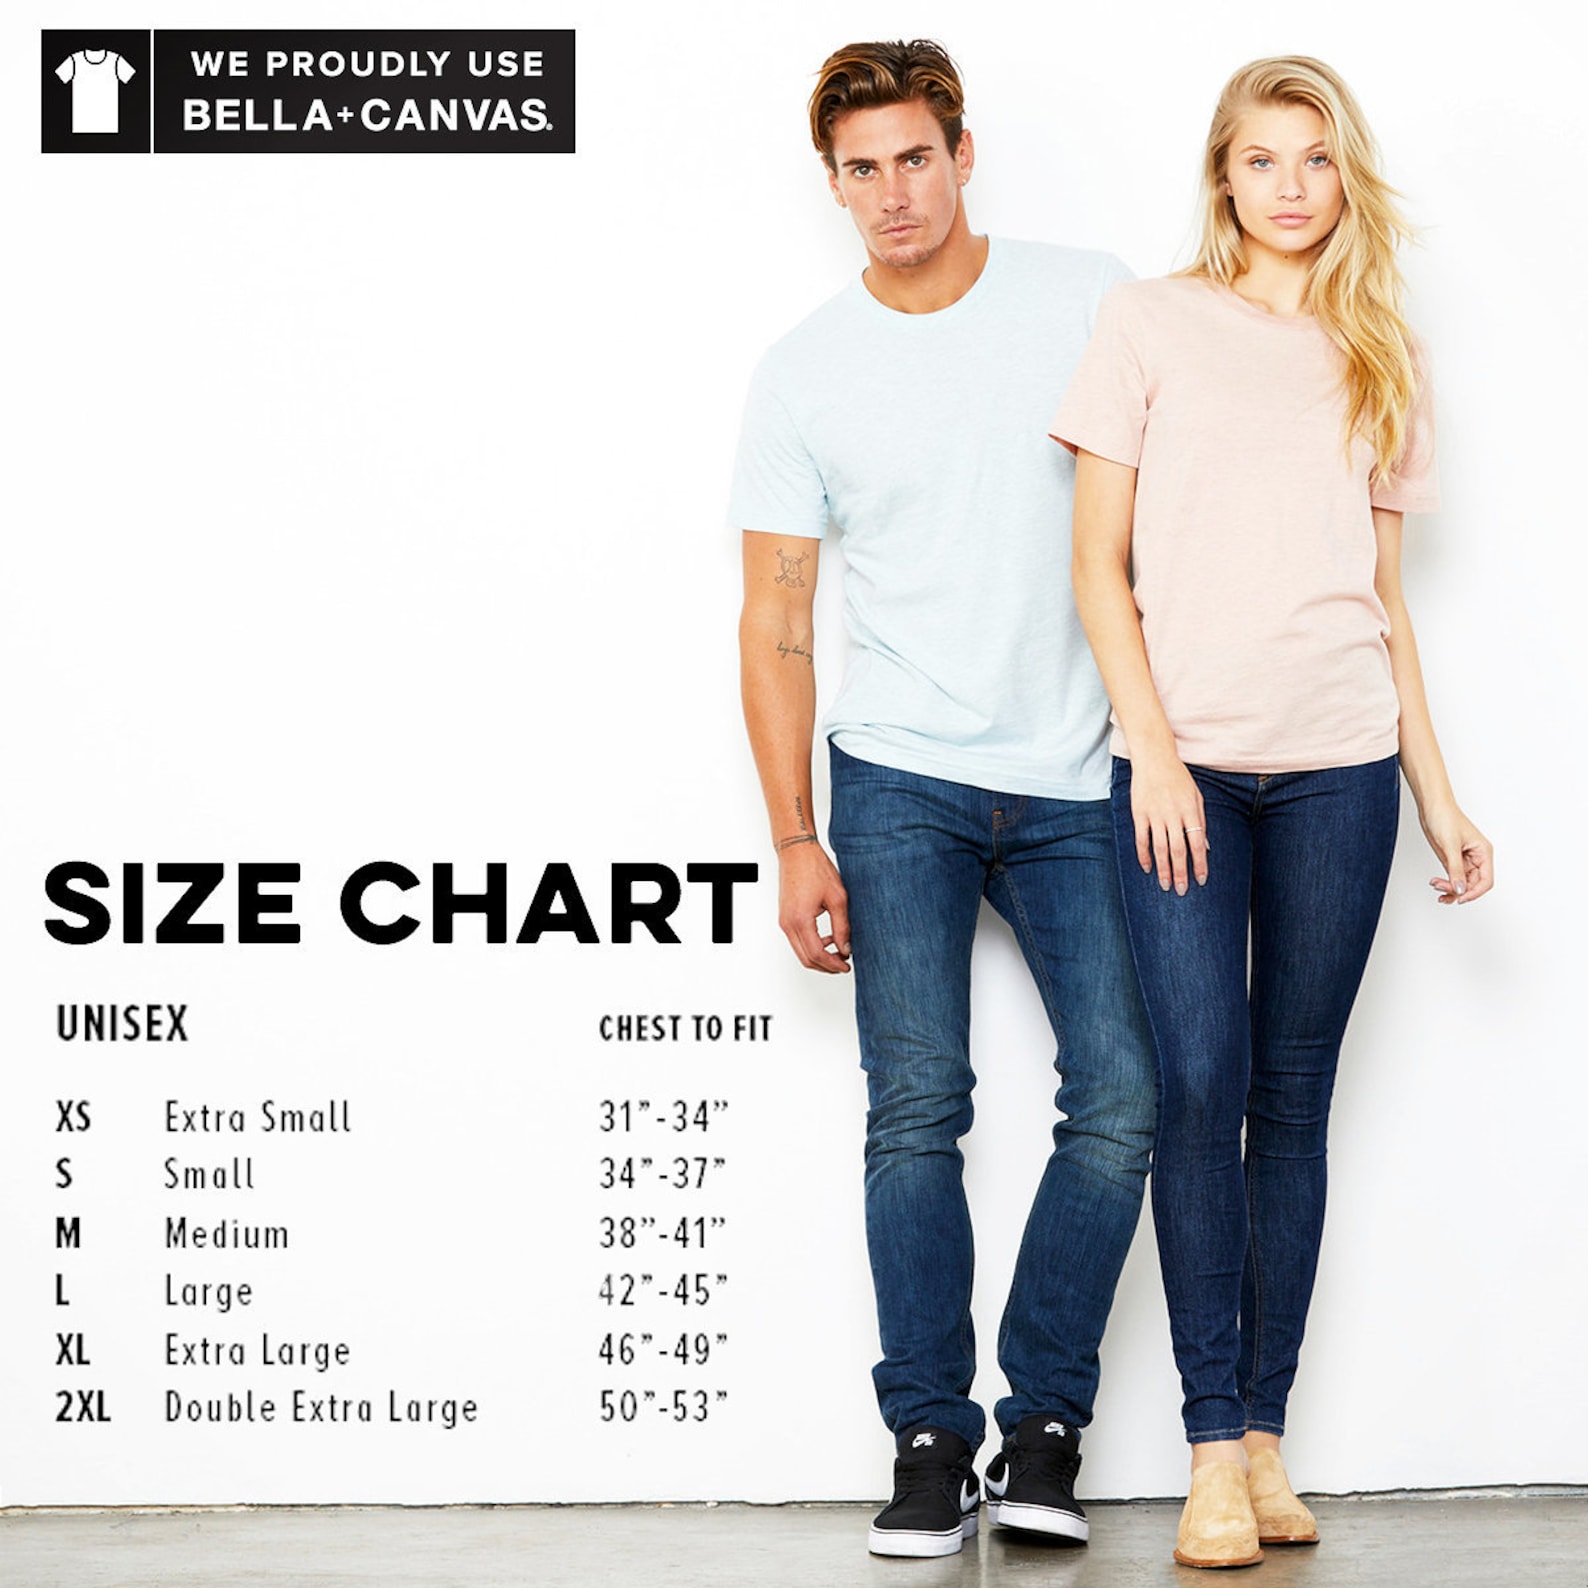 WE PROUDLY USE
BELLA+CANVAS®
SIZE CHART
UNISEX CHEST TO FIT
XS Extra Small 31”-34”
S Small 34”-37”
M Medium 38”-41”
L Large 42”-45”
XL Extra Large 46”-49”
2XL Double Extra Large 50”-53”